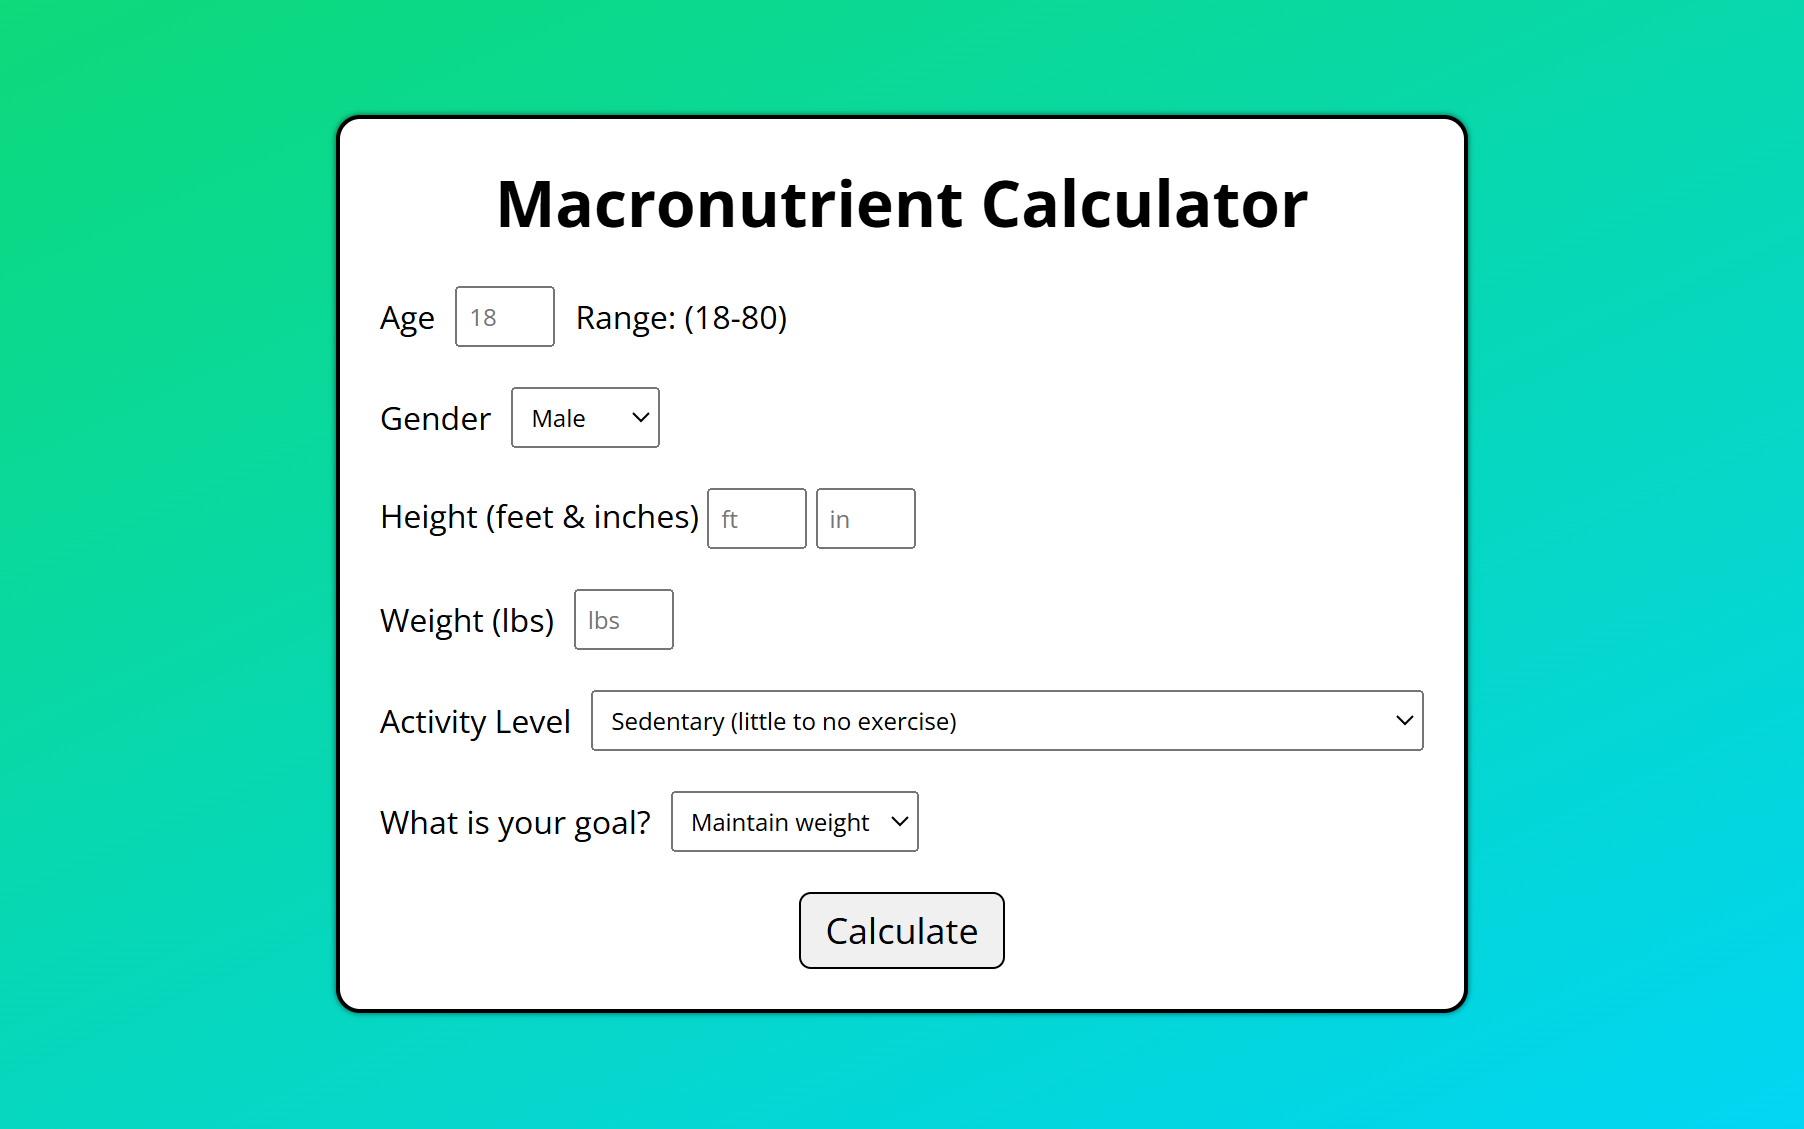 Macronutrient Calculator
Age 18 Range: (18-80)
Gender Male
Height (feet & inches) ft in
Weight (lbs) lbs
Activity Level Sedentary (little to no exercise)
What is your goal? Maintain weight
Calculate